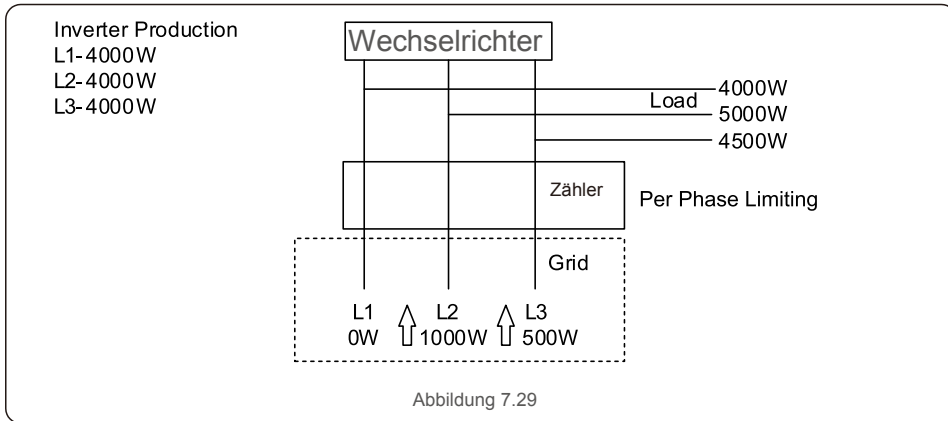 Inverter Production
L1-4000W
L2-4000W
L3-4000W
Wechselrichter
4000W
Load
5000W
4500W
Zähler
Per Phase Limiting
Grid
L1 L2 L3
0W 1000W 500W
Abbildung 7.29